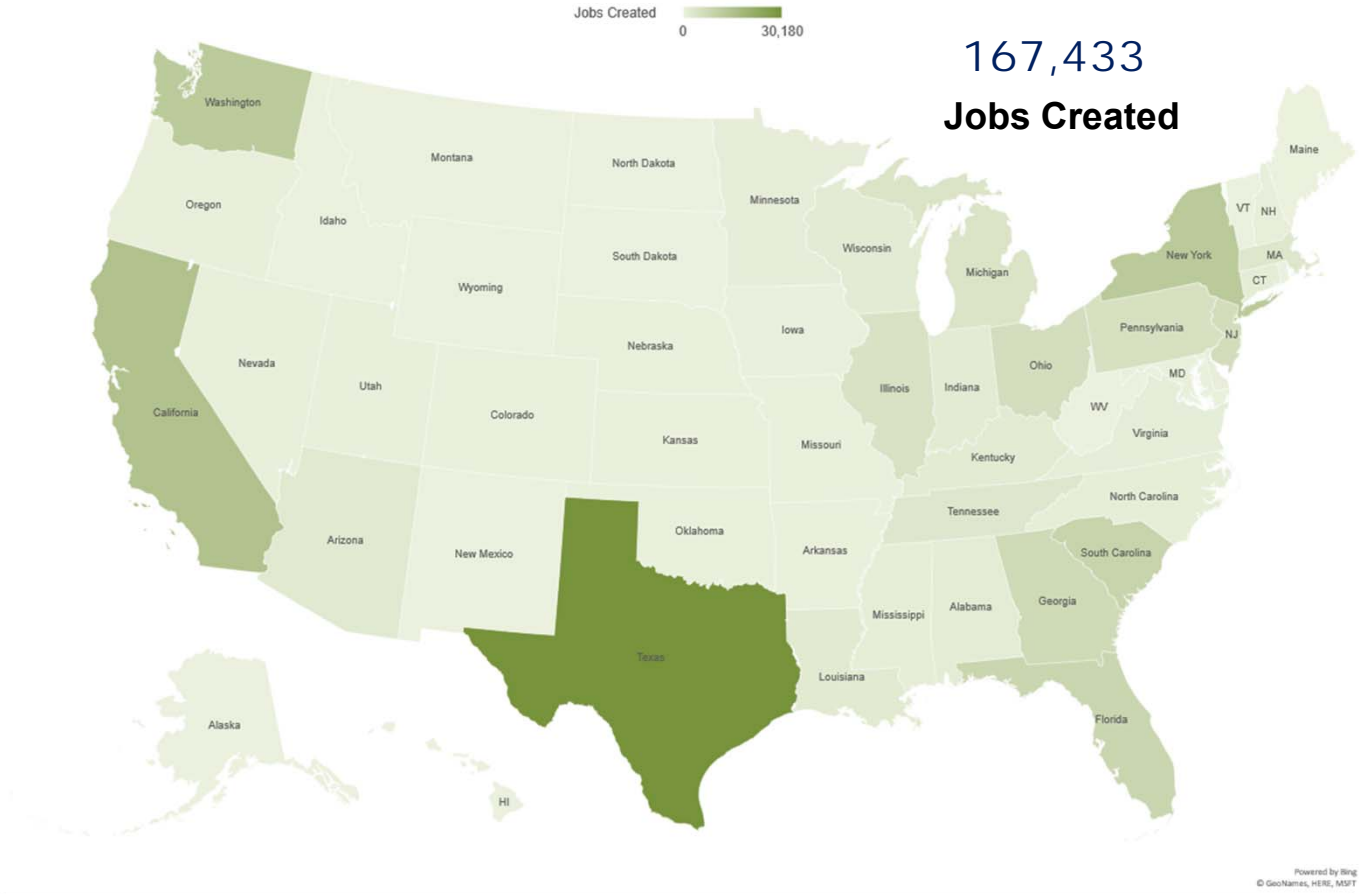 Jobs Created
0 30,180
167,433
Jobs Created
Washington
Montana
North Dakota
Minnesota
Maine
Oregon
Idaho
Wisconsin
VT
NH
South Dakota
Michigan
New York
MA
CT
Wyoming
Iowa
Pennsylvania
NJ
Nebraska
Nevada
Utah
Ohio
MD
Illinois
Indiana
California
Colorado
WV
Kansas
Missouri
Virginia
Kentucky
North Carolina
Tennessee
Arizona
New Mexico
Oklahoma
Arkansas
South Carolina
Mississippi
Alabama
Georgia
Texas
Louisiana
Florida
Alaska
HI
Powered by Bing
© GeoNames, HERE, MSFT